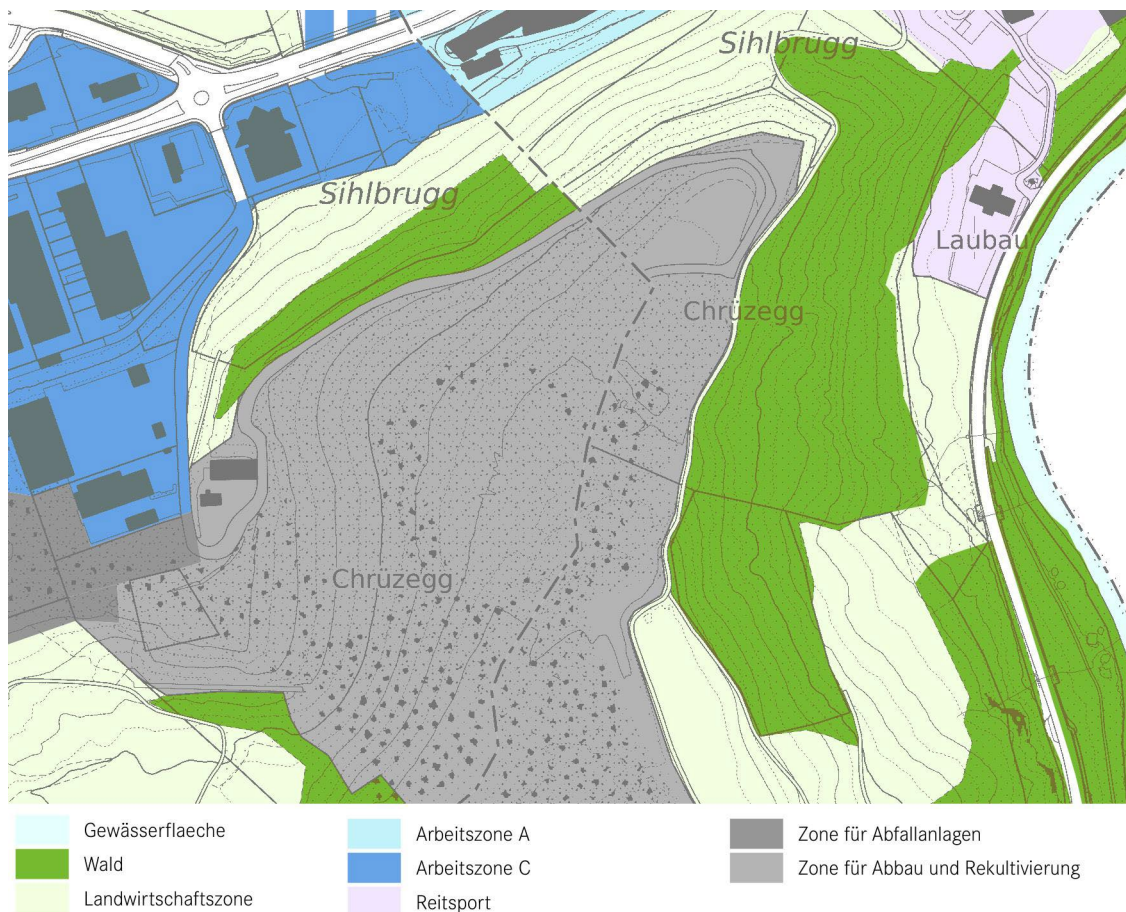 Sihlbrugg
Sihlbrugg
Laubau
Chrüzegg
Chrüzegg
Gewässerflaeche
Wald
Landwirtschaftszone
Arbeitszone A
Arbeitszone C
Reitsport
Zone für Abfallanlagen
Zone für Abbau und Rekultivierung